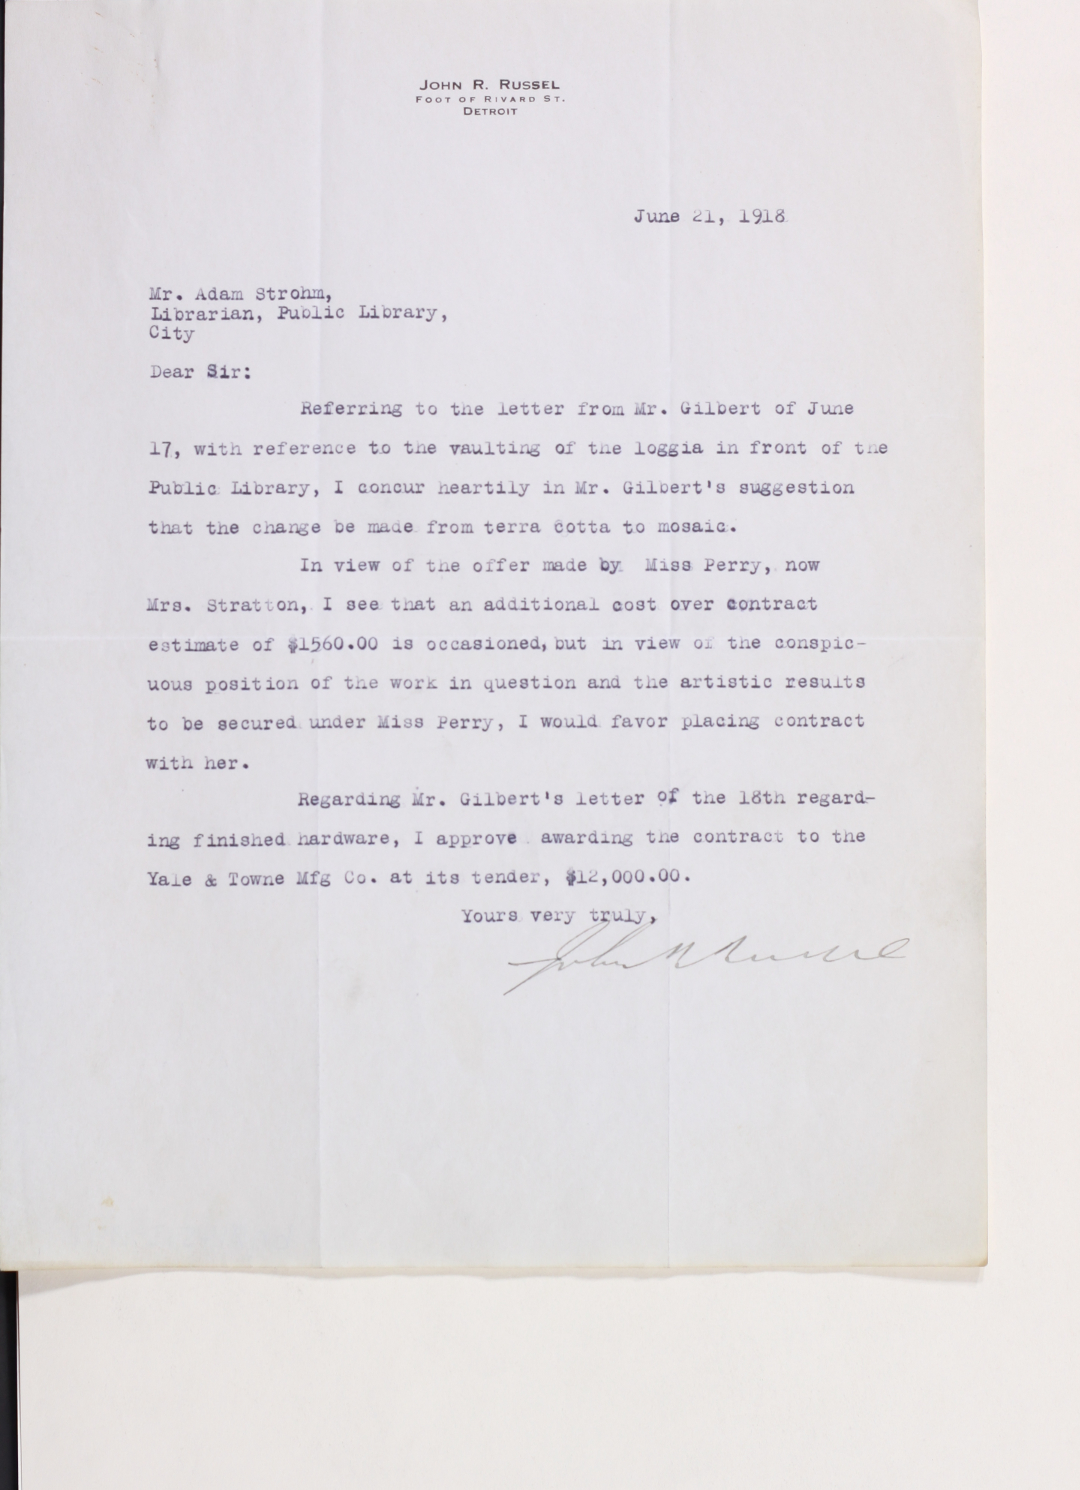 JOHN R. RUSSEL
FOOT OF RIVARD ST.
DETROIT
June 21, 1918
Mr. Adam Strohm,
Librarian, Public Library,
City
Dear Sir:
Referring to the letter from Mr. Gilbert of June
17, with reference to the vaulting of the loggia in front of the
Public Library, I concur heartily in Mr. Gilbert's suggestion
that the change be made from terra cotta to mosaic.
In view of the offer made by Miss Perry, now
Mrs. Stratton, I see that an additional cost over contract
estimate of $1560.00 is occasioned, but in view of the conspic-
uous position of the work in question and the artistic results
to be secured under Miss Perry, I would favor placing contract
with her.
Regarding Mr. Gilbert's letter of the 18th regard-
ing finished hardware, I approve awarding the contract to the
Yale & Towne Mfg Co. at its tender, $12,000.00.
Yours very truly,
John R Russel